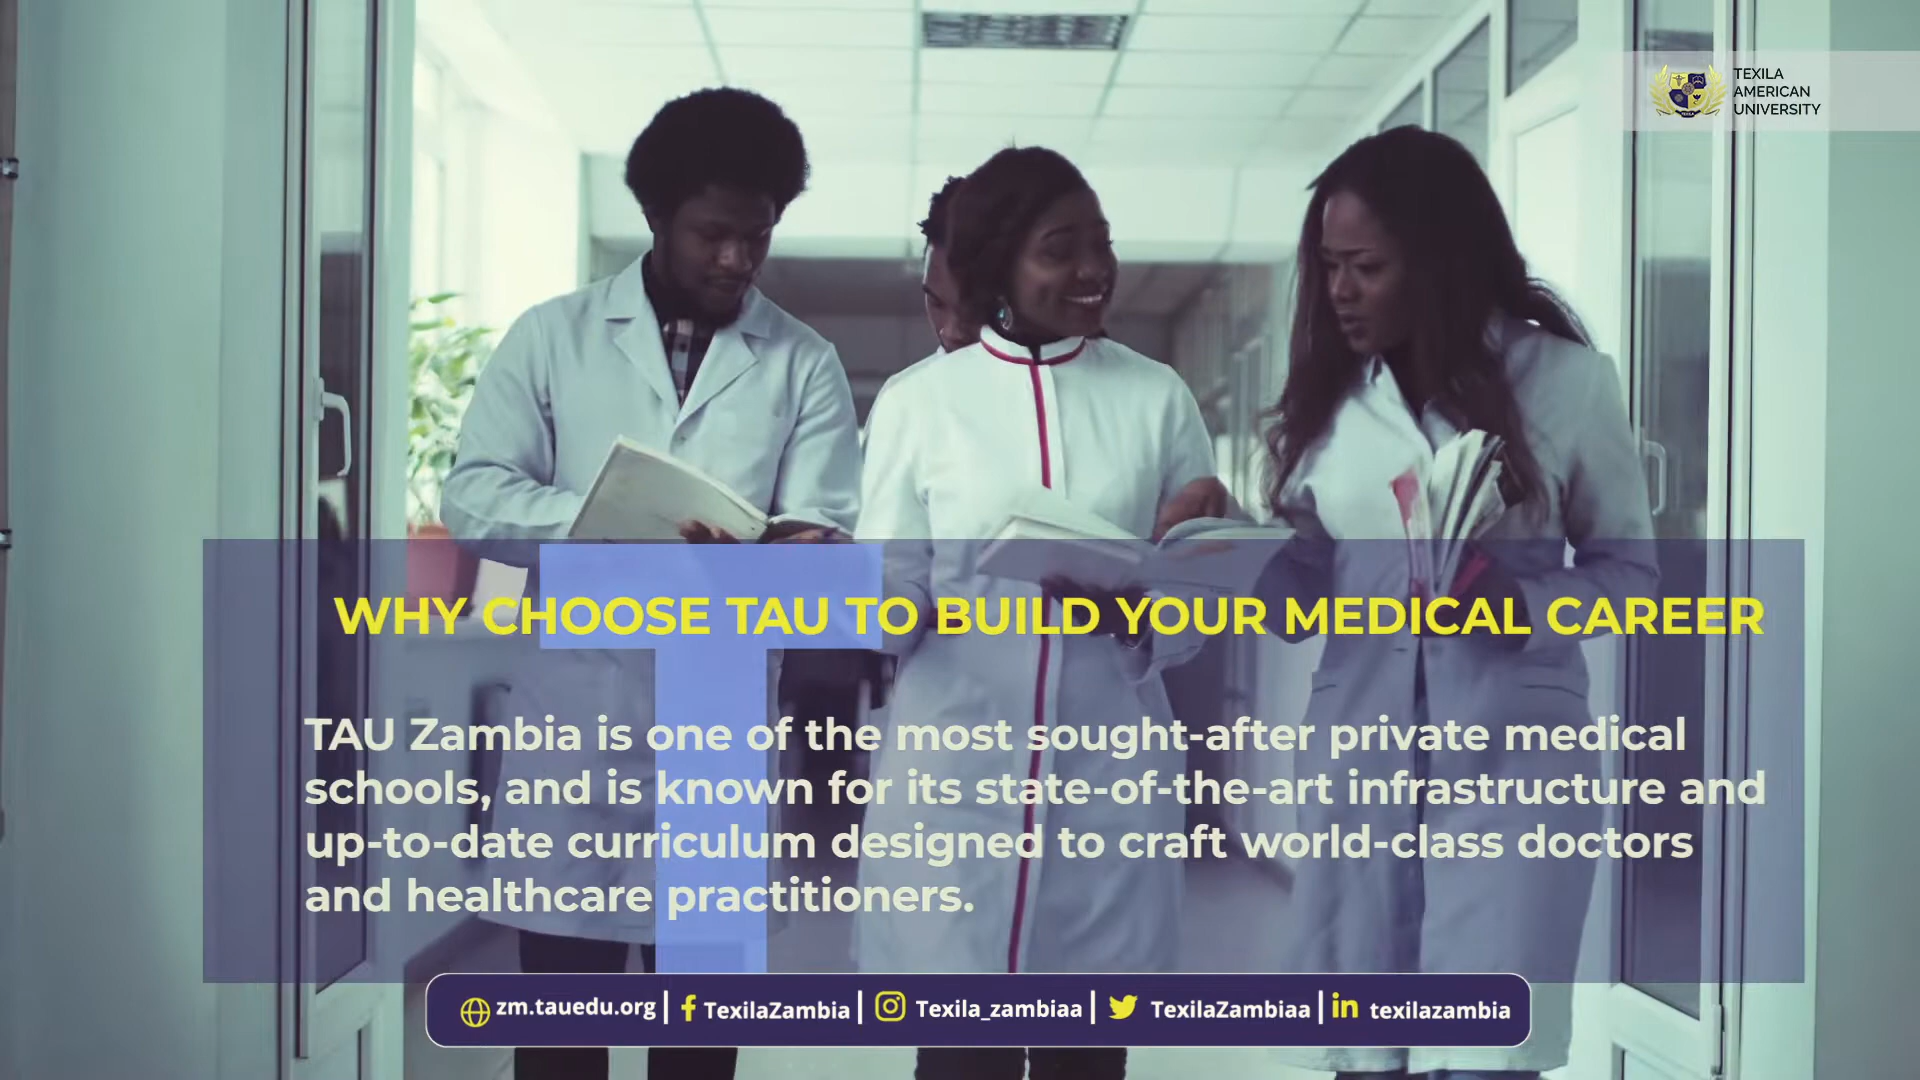 TEXILA
AMERICAN
UNIVERSITY
WHY CHOOSE TAU TO BUILD YOUR MEDICAL CAREER
TAU Zambia is one of the most sought-after private medical
schools, and is known for its state-of-the-art infrastructure and
up-to-date curriculum designed to craft world-class doctors
and healthcare practitioners.
zm.tauedu.org | TexilaZambia | Texila_zambiaa | TexilaZambiaa | texilazambia